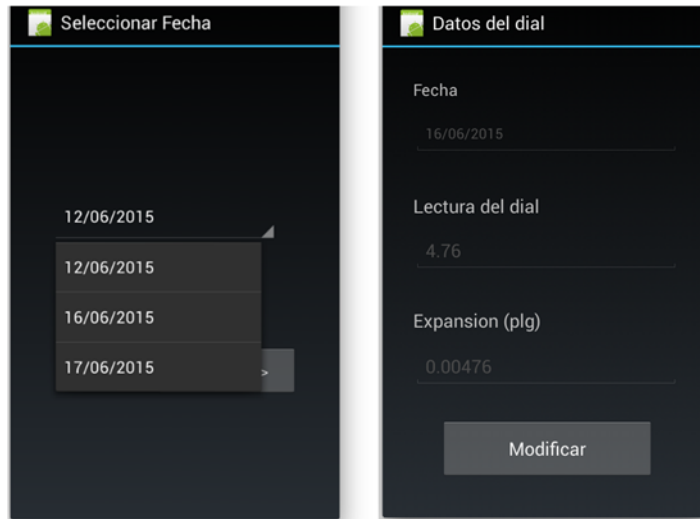 Seleccionar Fecha
12/06/2015
12/06/2015
16/06/2015
17/06/2015
>
Datos del dial
Fecha
16/06/2015
Lectura del dial
4.76
Expansion (plg)
0.00476
Modificar